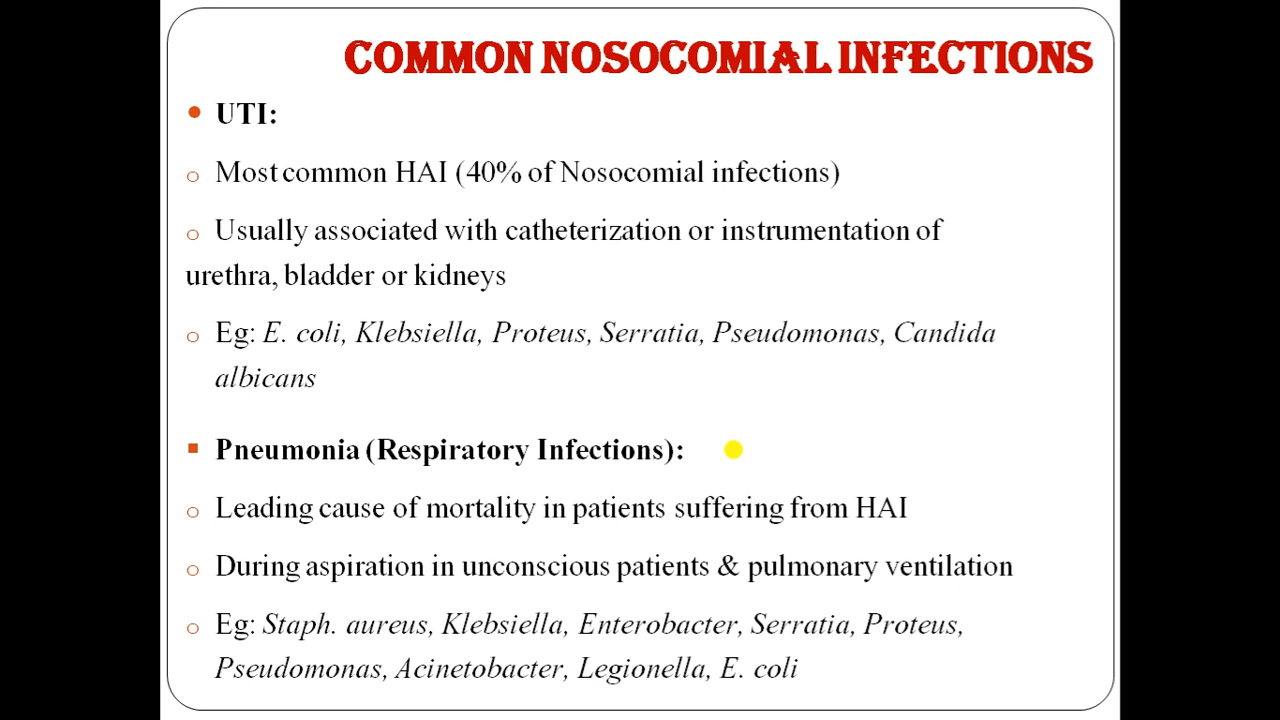 COMMON NOSOCOMIAL INFECTIONS
• UTI:
o Most common HAI (40% of Nosocomial infections)
o Usually associated with catheterization or instrumentation of
urethra, bladder or kidneys
o Eg: E. coli, Klebsiella, Proteus, Serratia, Pseudomonas, Candida
albicans
▪ Pneumonia (Respiratory Infections):
o Leading cause of mortality in patients suffering from HAI
o During aspiration in unconscious patients & pulmonary ventilation
o Eg: Staph. aureus, Klebsiella, Enterobacter, Serratia, Proteus,
Pseudomonas, Acinetobacter, Legionella, E. coli